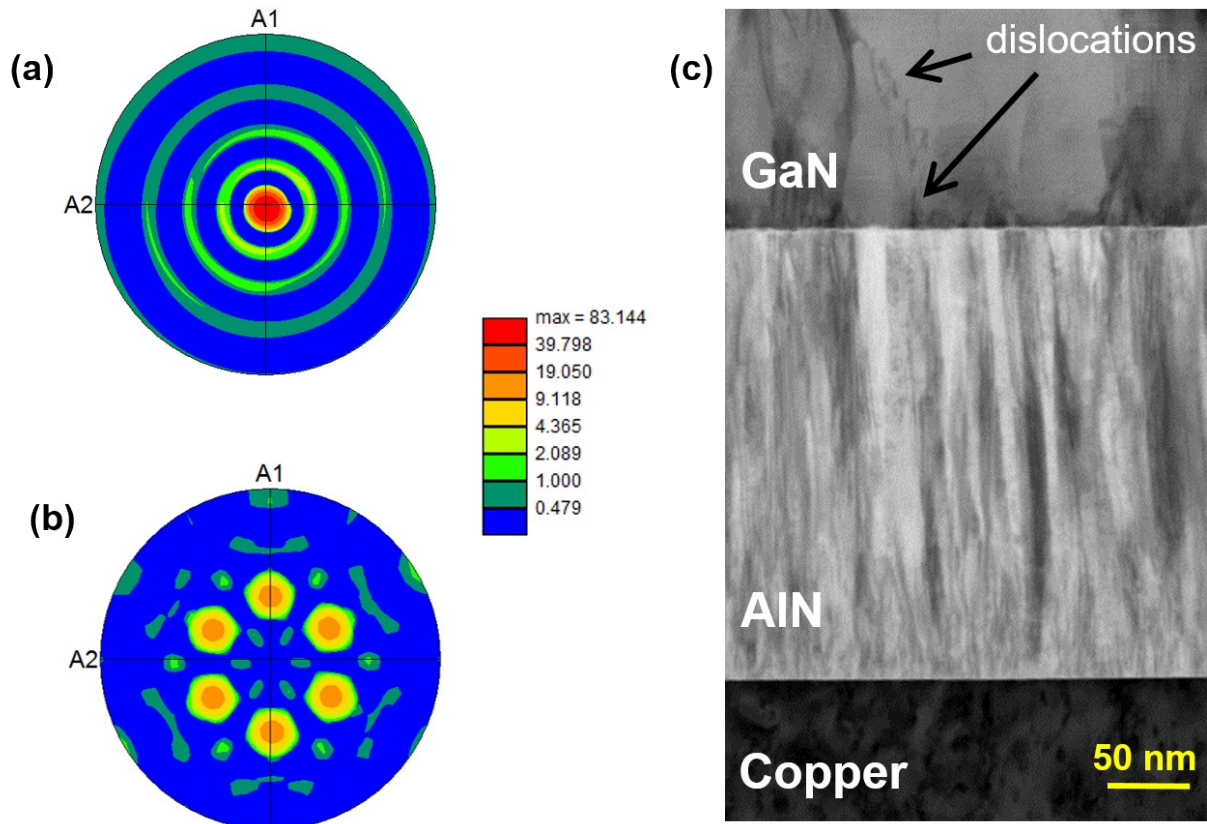 (a)
A1
A2
max = 83.144
39.798
19.050
9.118
4.365
2.089
1.000
0.479
(b)
A1
A2
(c)
dislocations
GaN
AlN
Copper
50 nm